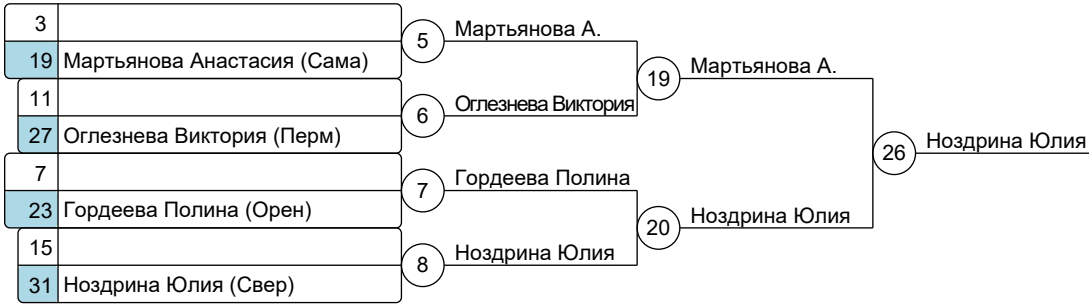 3
5 Мартьянова А.
19 Мартьянова Анастасия (Сама)
19 Мартьянова А.
11
6 Оглезнева Виктория
27 Оглезнева Виктория (Перм)
26 Ноздрина Юлия
7
7 Гордеева Полина
23 Гордеева Полина (Орен)
20 Ноздрина Юлия
15
8 Ноздрина Юлия
31 Ноздрина Юлия (Свер)